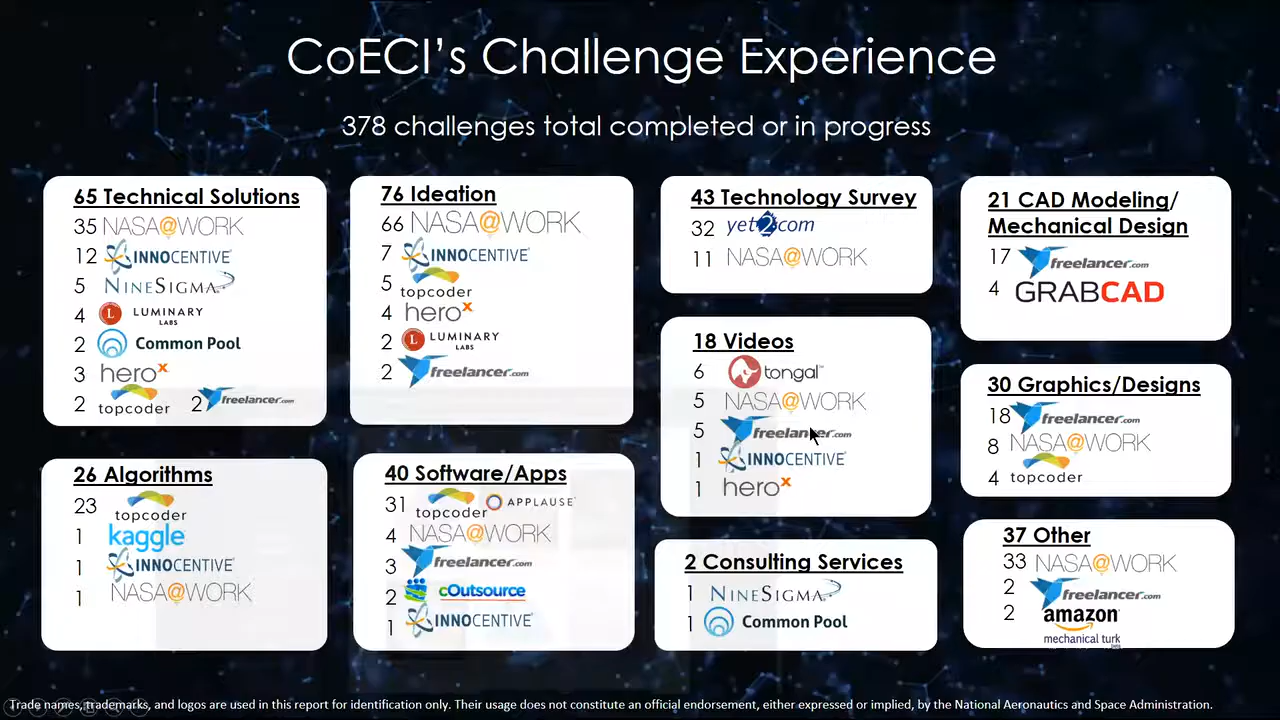 CoECI's Challenge Experience
378 challenges total completed or in progress
65 Technical Solutions
35 NASA@WORK
12 INNOCENTIVE
5 NINESIGMA
4 L LUMINARY LABS
2 Common Pool
3 herox
2 topcoder 2 freelancer.com
76 Ideation
66 NASA@WORK
7 INNOCENTIVE
5 topcoder
4 herox
2 L LUMINARY LABS
2 freelancer.com
43 Technology Survey
32 yet2com
11 NASA@WORK
21 CAD Modeling/
Mechanical Design
17 freelancer.com
4 GRABCAD
18 Videos
6 tongal
5 NASA@WORK
5 freelancer.com
1 INNOCENTIVE
1 herox
30 Graphics/Designs
18 freelancer.com
8 NASA@WORK
4 topcoder
26 Algorithms
23 topcoder
1 kaggle
1 INNOCENTIVE
1 NASA@WORK
40 Software/Apps
31 topcoder APPLAUSE
4 NASA@WORK
3 freelancer.com
2 cOutsource
1 INNOCENTIVE
2 Consulting Services
1 NINESIGMA
1 Common Pool
37 Other
33 NASA@WORK
2 freelancer.com
2 amazon
mechanical turk
Trade names, trademarks, and logos are used in this report for identification only. Their usage does not constitute an official endorsement, either expressed or implied, by the National Aeronautics and Space Administration.